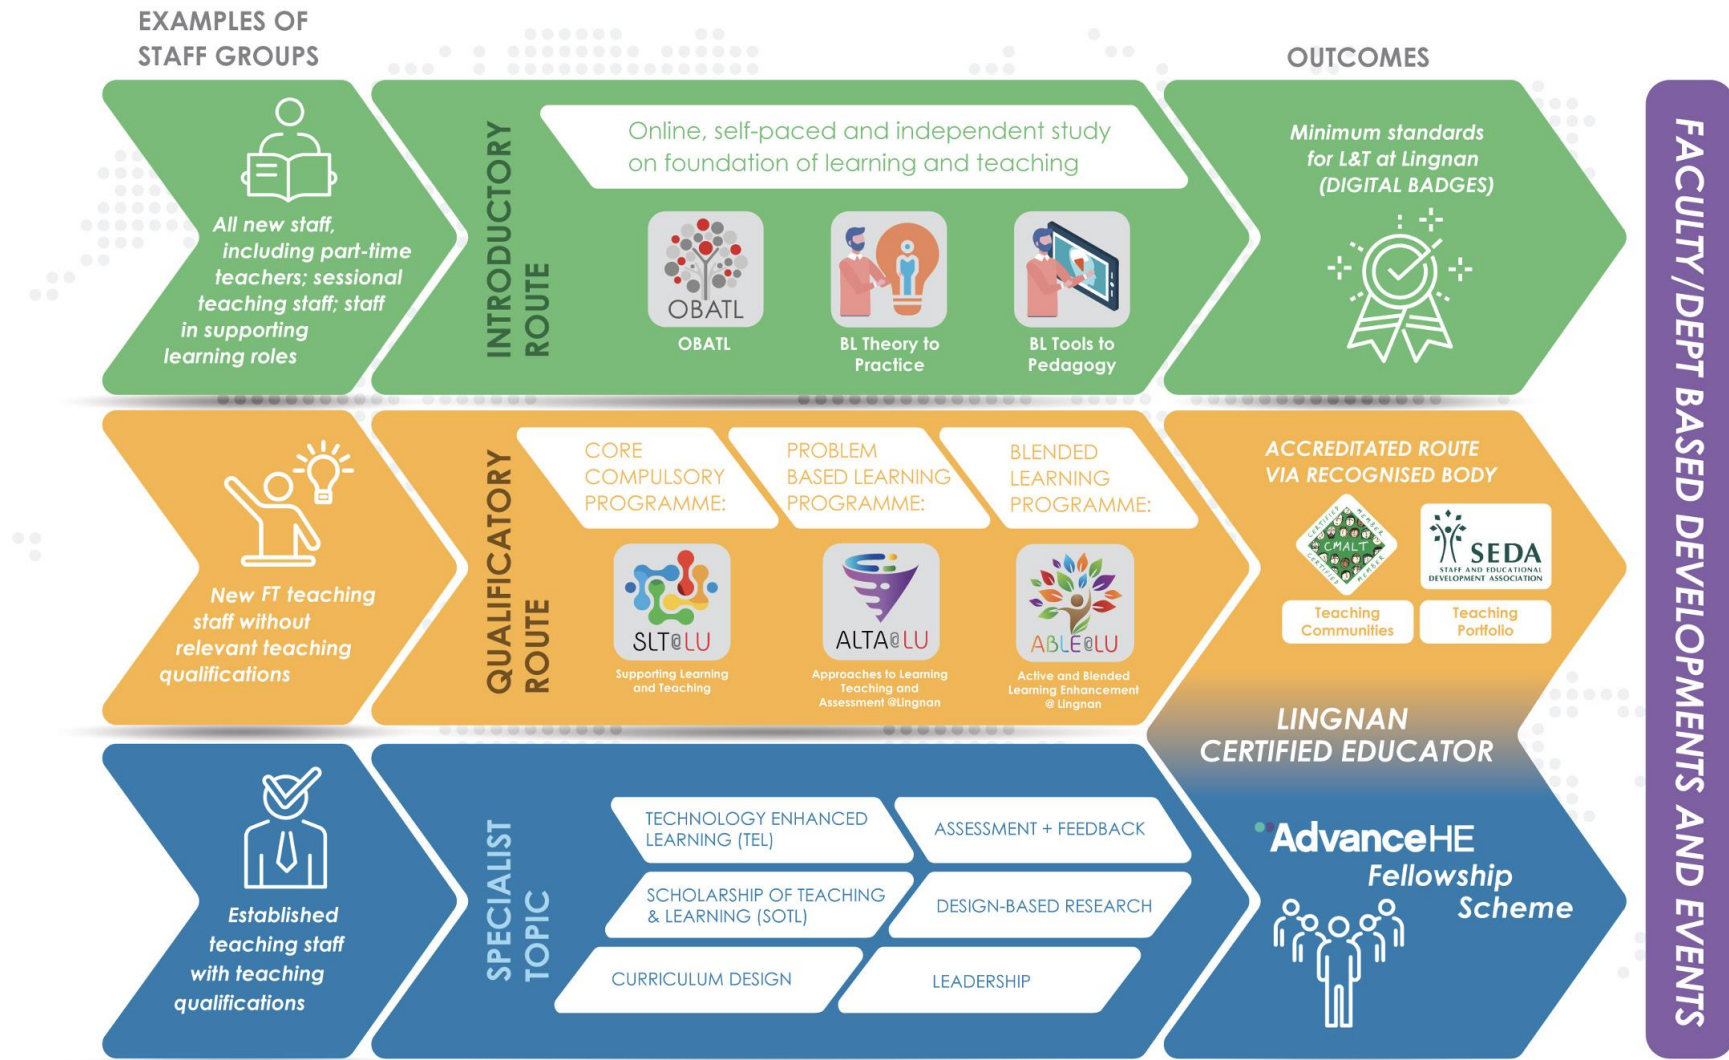 EXAMPLES OF
STAFF GROUPS
OUTCOMES
All new staff,
including part-time
teachers; sessional
teaching staff; staff
in supporting
learning roles
INTRODUCTORY
ROUTE
Online, self-paced and independent study
on foundation of learning and teaching
OBATL
OBATL
BL Theory to
Practice
BL Tools to
Pedagogy
Minimum standards
for L&T at Lingnan
(DIGITAL BADGES)
New FT teaching
staff without
relevant teaching
qualifications
QUALIFICATORY
ROUTE
CORE
COMPULSORY
PROGRAMME:
PROBLEM
BASED LEARNING
PROGRAMME:
BLENDED
LEARNING
PROGRAMME:
SLT@LU
Supporting Learning
and Teaching
ALTA@LU
Approaches to Learning
Teaching and
Assessment @Lingnan
ABLE@LU
Active and Blended
Learning Enhancement
@ Lingnan
ACCREDITATED ROUTE
VIA RECOGNISED BODY
CERTIFIED
MEMBER
CMALT
CERTIFIED
MEMBER
SEDA
STAFF AND EDUCATIONAL
DEVELOPMENT ASSOCIATION
Teaching
Communities
Teaching
Portfolio
LINGNAN
CERTIFIED EDUCATOR
Established
teaching staff
with teaching
qualifications
SPECIALIST
TOPIC
TECHNOLOGY ENHANCED
LEARNING (TEL)
ASSESSMENT + FEEDBACK
SCHOLARSHIP OF TEACHING
& LEARNING (SOTL)
DESIGN-BASED RESEARCH
CURRICULUM DESIGN
LEADERSHIP
AdvanceHE
Fellowship
Scheme
FACULTY/DEPT BASED DEVELOPMENTS AND EVENTS